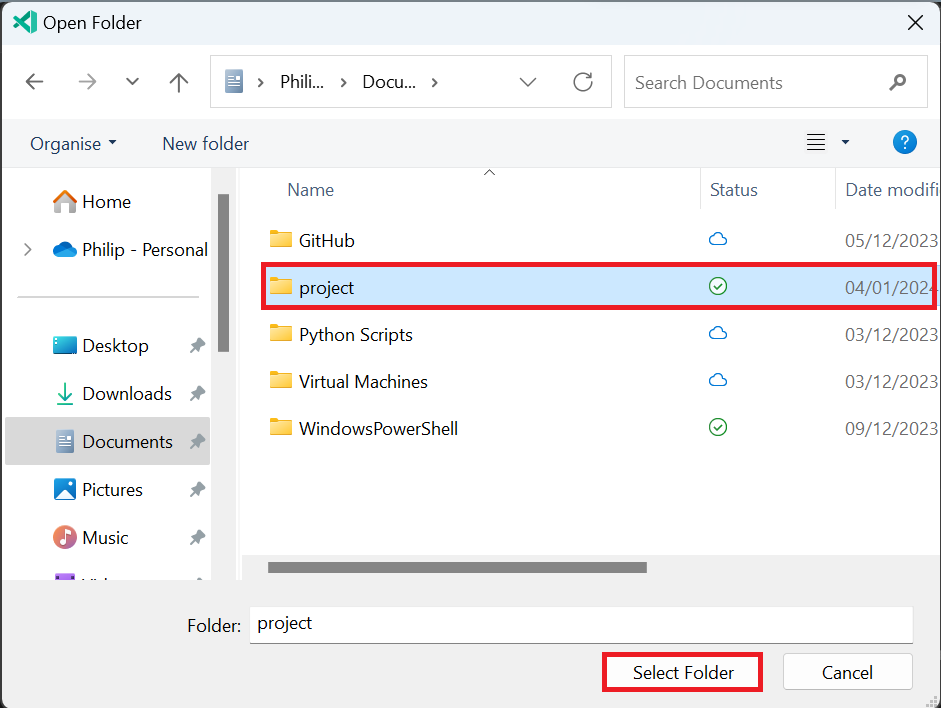 Open Folder
Phili... Docu... Search Documents
Organise New folder ?
Home
Philip - Personal
Desktop
Downloads
Documents
Pictures
Music
Name Status Date modifi
GitHub 05/12/2023
project 04/01/2024
Python Scripts 03/12/2023
Virtual Machines 03/12/2023
WindowsPowerShell 09/12/2023
Folder: project
Select Folder Cancel